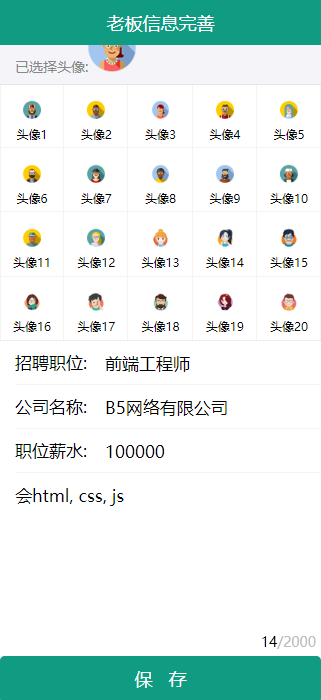 老板信息完善
已选择头像:
头像1 头像2 头像3 头像4 头像5
头像6 头像7 头像8 头像9 头像10
头像11 头像12 头像13 头像14 头像15
头像16 头像17 头像18 头像19 头像20
招聘职位: 前端工程师
公司名称: B5网络有限公司
职位薪水: 100000
会html, css, js
14/2000
保 存